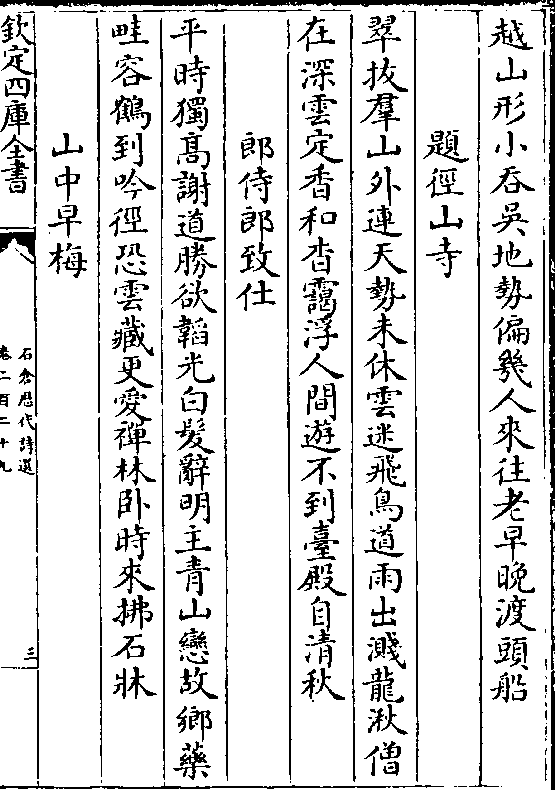 越山形小吞吳地勢偏幾人來往老早晚渡頭船
題徑山寺
翠拔羣山外連天勢未休雲迷飛鳥道雨出濺龍湫僧
在深雲定香和杳靄浮人間遊不到臺殿自清秋
郎侍郎致仕
平時獨高謝道勝欲韜光白髮辭明主青山戀故鄉藥
畦容鶴到吟徑恐雲藏更愛禪林卧時來拂石牀
山中早梅
欽定四庫全書
石倉歷代詩選
卷二百二十九
三